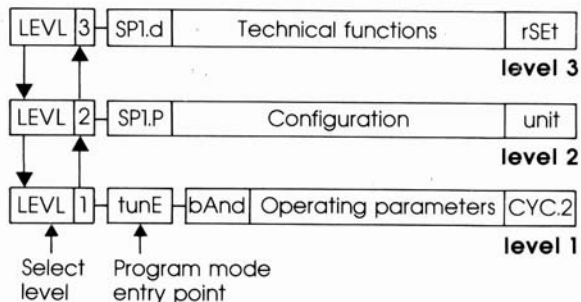 LEVL 3 SP1.d Technical functions rSEt
level 3
LEVL 2 SP1.P Configuration unit
level 2
LEVL 1 tunE bAnd Operating parameters CYC.2
level 1
Select level
Program mode entry point